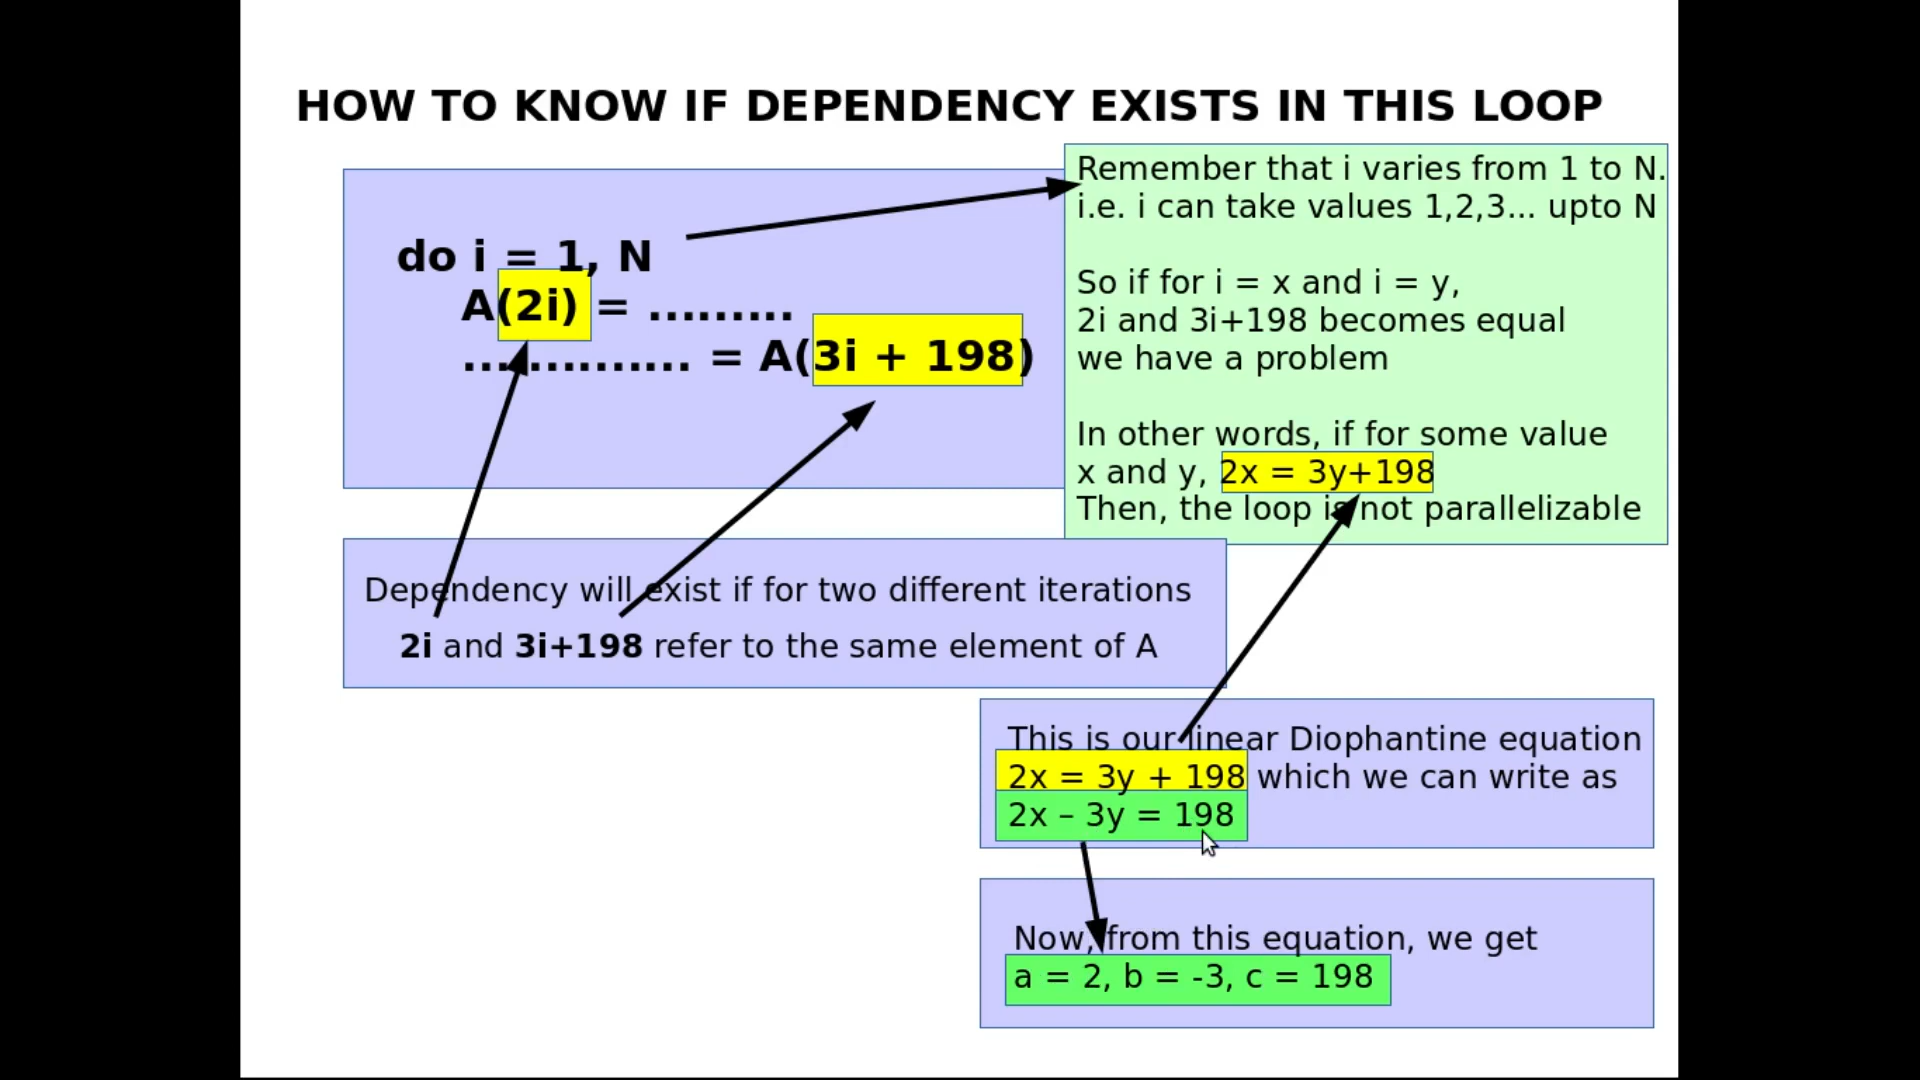 HOW TO KNOW IF DEPENDENCY EXISTS IN THIS LOOP
do i = 1, N
A(2i) = .........
.............. = A(3i + 198)
Remember that i varies from 1 to N.
i.e. i can take values 1,2,3... upto N
So if for i = x and i = y,
2i and 3i+198 becomes equal
we have a problem
In other words, if for some value
x and y, 2x = 3y+198
Then, the loop is not parallelizable
Dependency will exist if for two different iterations
2i and 3i+198 refer to the same element of A
This is our linear Diophantine equation
2x = 3y + 198 which we can write as
2x – 3y = 198
Now, from this equation, we get
a = 2, b = -3, c = 198